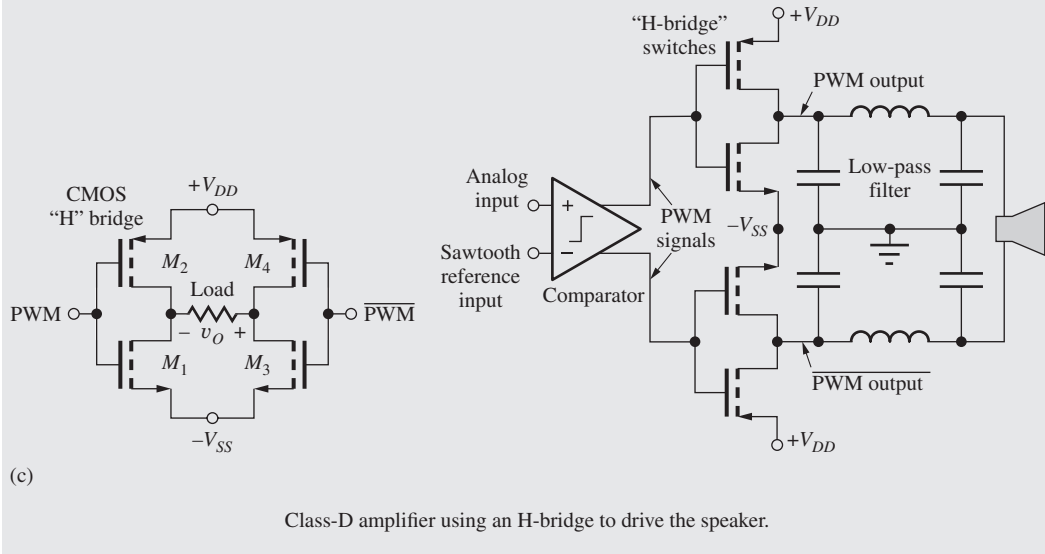 CMOS
“H” bridge
+V_DD
M_2
M_4
PWM
Load
− v_O +
\overline{PWM}
M_1
M_3
−V_SS
(c)
“H-bridge”
switches
+V_DD
PWM output
Analog
input
+
−
Sawtooth
reference
input
Comparator
PWM
signals
−V_SS
Low-pass
filter
\overline{PWM output}
+V_DD
Class-D amplifier using an H-bridge to drive the speaker.